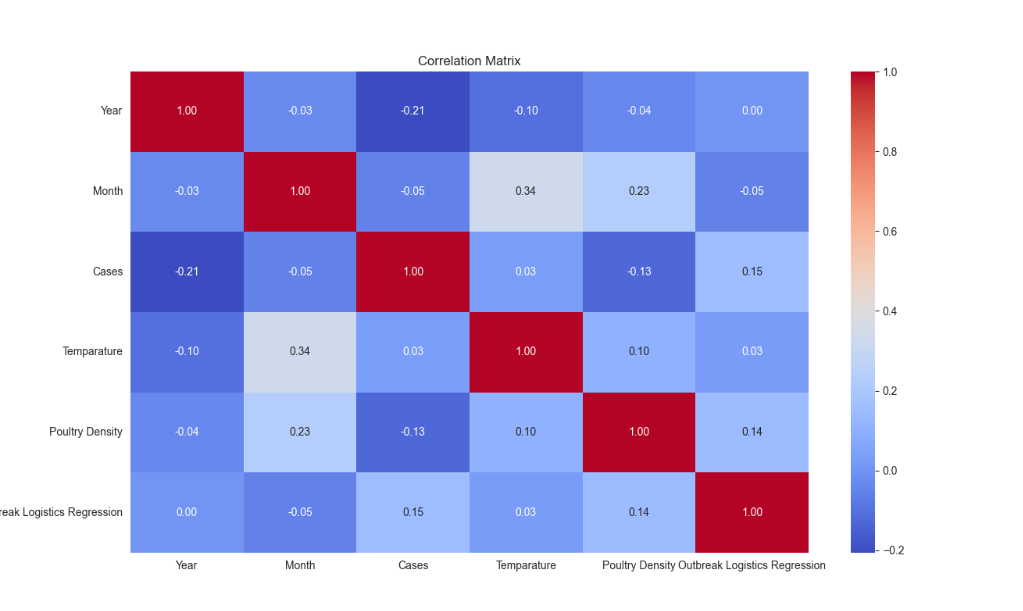 Correlation Matrix
Year 1.00 -0.03 -0.21 -0.10 -0.04 0.00
Month -0.03 1.00 -0.05 0.34 0.23 -0.05
Cases -0.21 -0.05 1.00 0.03 -0.13 0.15
Temparature -0.10 0.34 0.03 1.00 0.10 0.03
Poultry Density -0.04 0.23 -0.13 0.10 1.00 0.14
reak Logistics Regression 0.00 -0.05 0.15 0.03 0.14 1.00
Year Month Cases Temparature Poultry Density Outbreak Logistics Regression
1.0
0.8
0.6
0.4
0.2
0.0
−0.2